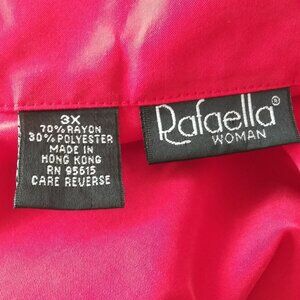 3X
70% RAYON
30% POLYESTER
MADE IN
HONG KONG
RN 95615
CARE REVERSE
Rafaella®
WOMAN